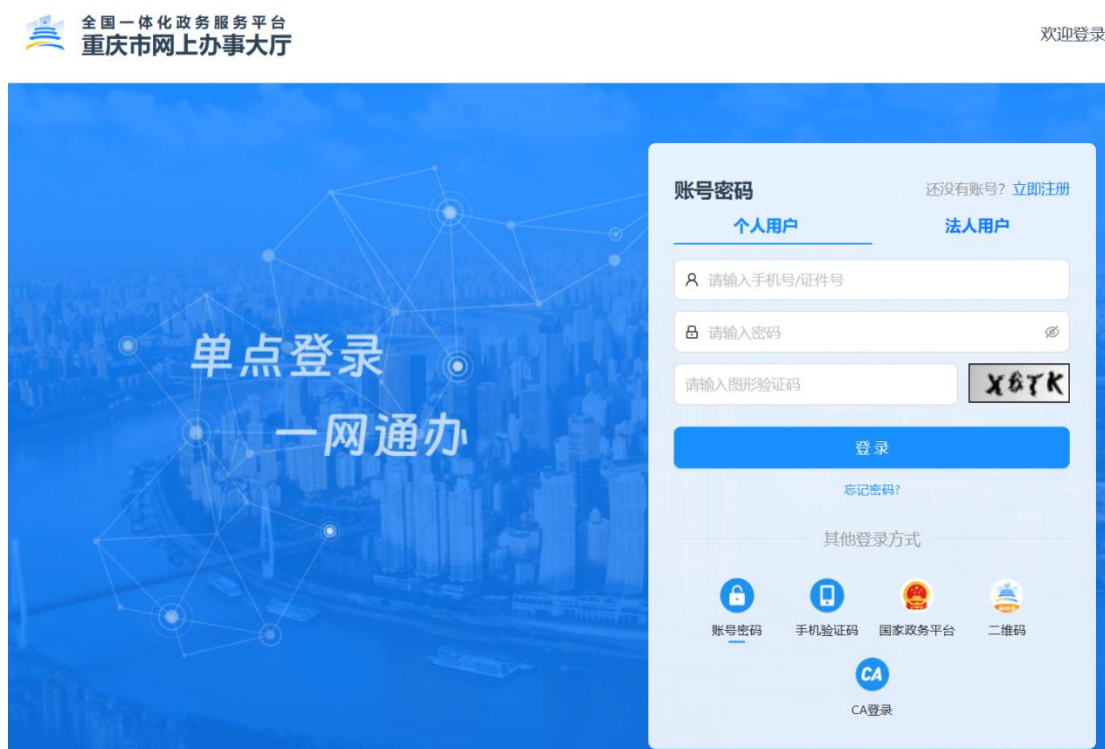 全国一体化政务服务平台
重庆市网上办事大厅
欢迎登录
单点登录
一网通办
账号密码
还没有账号？立即注册
个人用户 法人用户
请输入手机号/证件号
请输入密码
请输入图形验证码
X6TK
登录
忘记密码?
其他登录方式
账号密码 手机验证码 国家政务平台 二维码
CA
CA登录